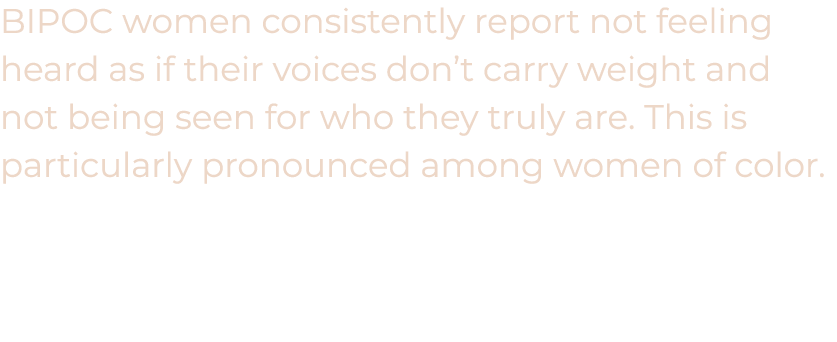 BIPOC women consistently report not feeling
heard as if their voices don’t carry weight and
not being seen for who they truly are. This is
particularly pronounced among women of color.